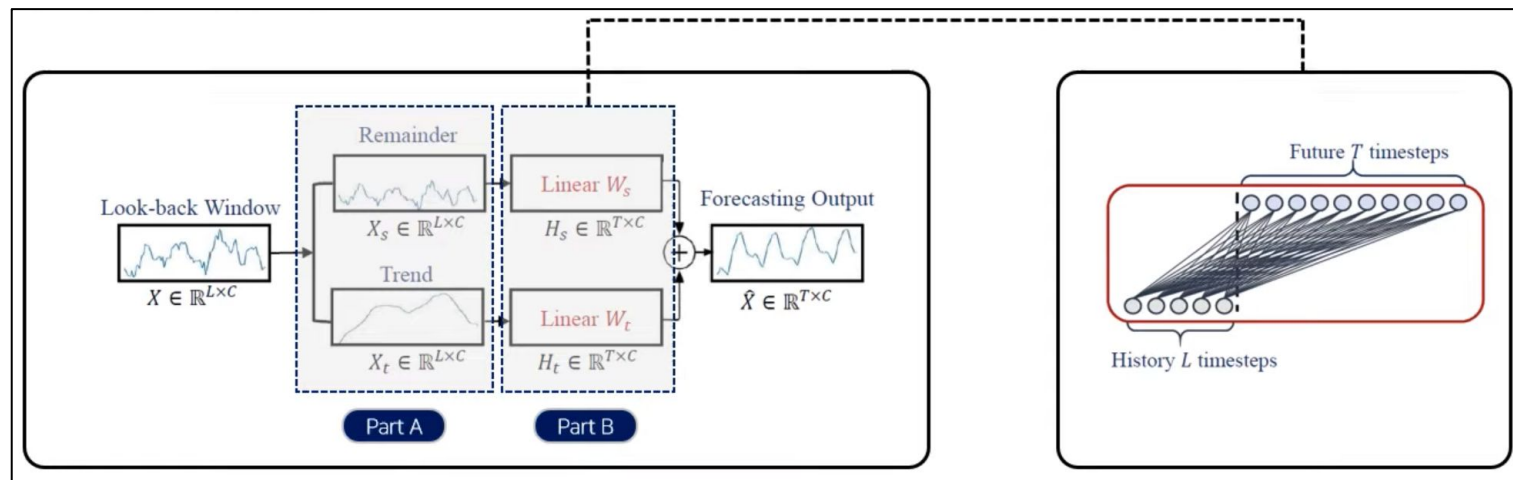 Look-back Window
X ∈ ℝ^{L×C}
Remainder
X_s ∈ ℝ^{L×C}
Trend
X_t ∈ ℝ^{L×C}
Part A
Linear W_s
H_s ∈ ℝ^{T×C}
Linear W_t
H_t ∈ ℝ^{T×C}
Part B
+
Forecasting Output
X̂ ∈ ℝ^{T×C}
Future T timesteps
History L timesteps